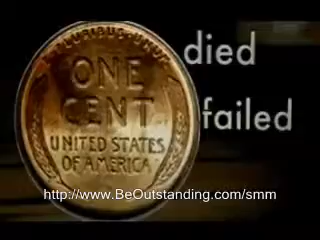 E PLURIBUS UNUM
died
ONE
CENT
failed
UNITED STATES
OF AMERICA
http://www.BeOutstanding.com/smm